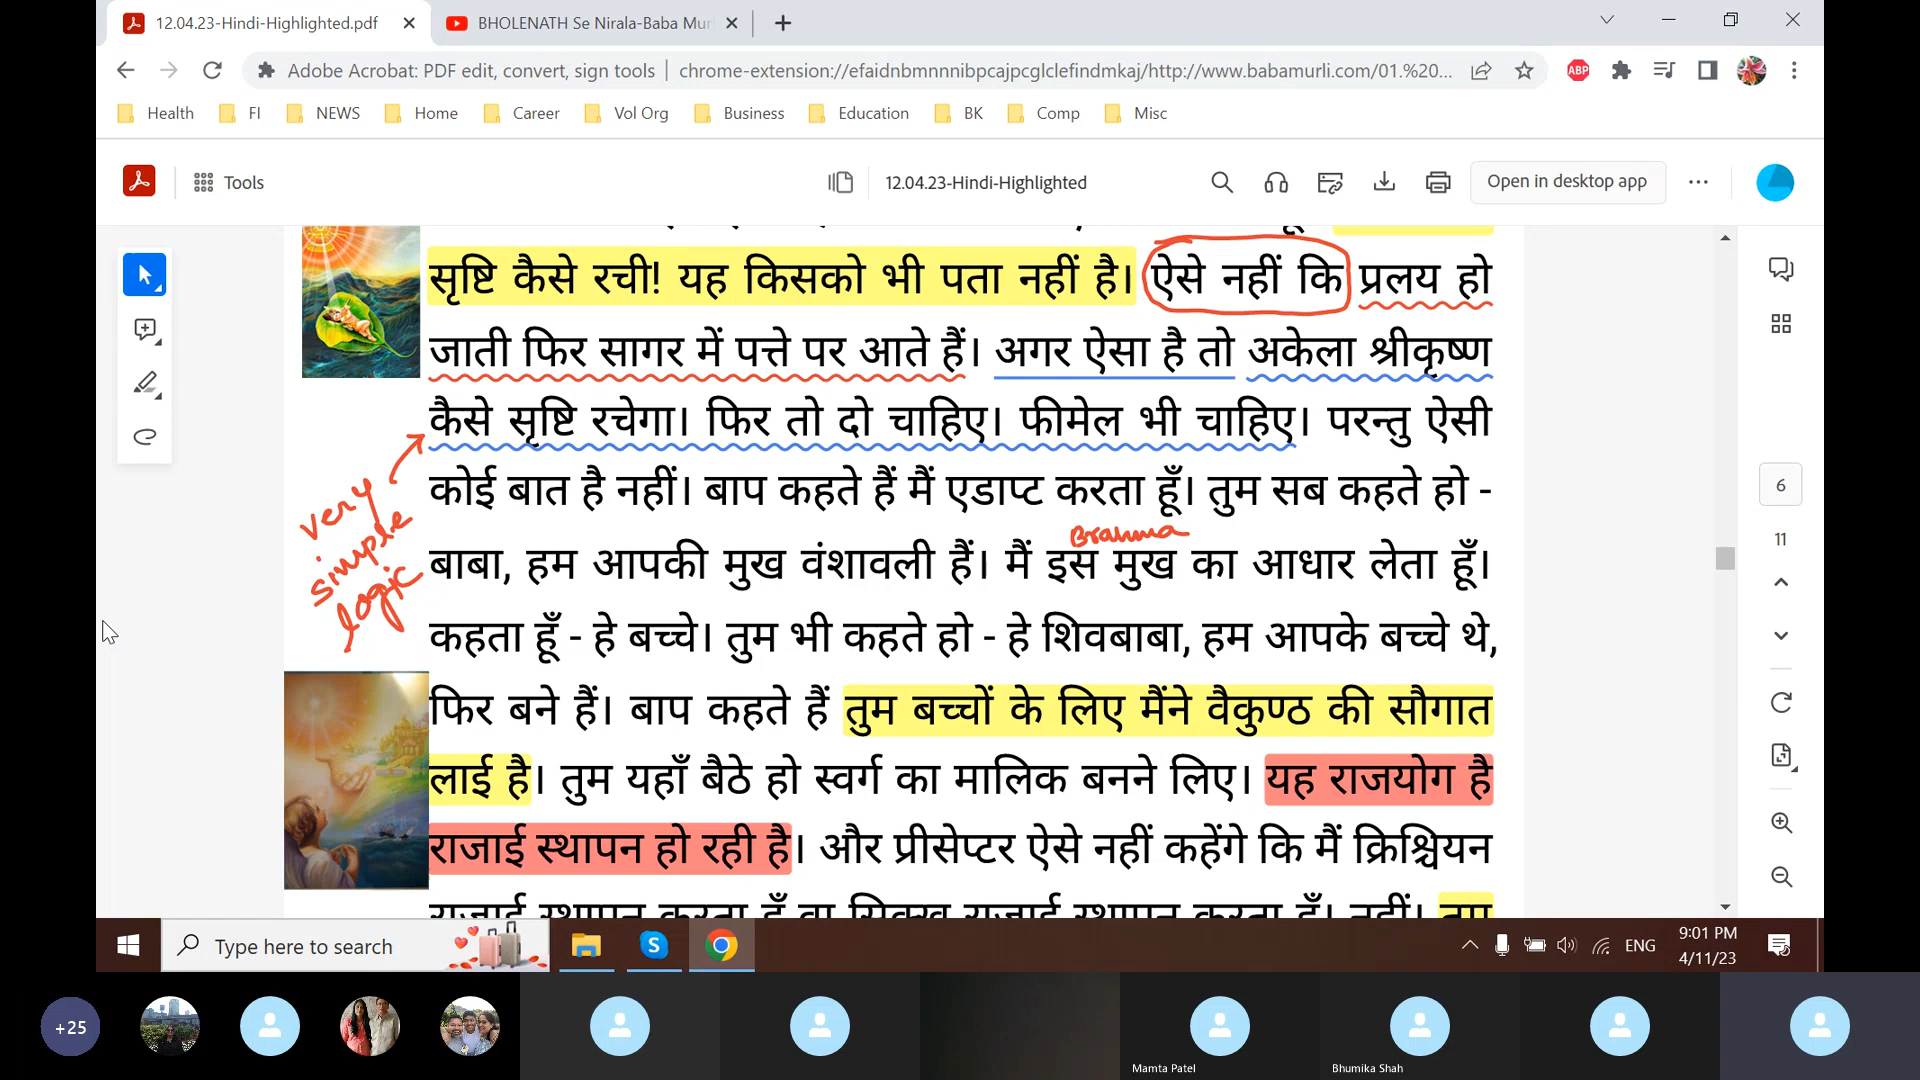 12.04.23-Hindi-Highlighted.pdf
BHOLENATH Se Nirala-Baba Mur
Adobe Acrobat: PDF edit, convert, sign tools
chrome-extension://efaidnbmnnnibpcajpcglclefindmkaj/http://www.babamurli.com/01.%20...
ABP
Health
FI
NEWS
Home
Career
Vol Org
Business
Education
BK
Comp
Misc
Tools
12.04.23-Hindi-Highlighted
Open in desktop app
सृष्टि कैसे रची! यह किसको भी पता नहीं है। ऐसे नहीं कि प्रलय हो
जाती फिर सागर में पत्ते पर आते हैं। अगर ऐसा है तो अकेला श्रीकृष्ण
कैसे सृष्टि रचेगा। फिर तो दो चाहिए। फीमेल भी चाहिए। परन्तु ऐसी
कोई बात है नहीं। बाप कहते हैं मैं एडाप्ट करता हूँ। तुम सब कहते हो -
Brahma
बाबा, हम आपकी मुख वंशावली हैं। मैं इस मुख का आधार लेता हूँ।
कहता हूँ - हे बच्चे। तुम भी कहते हो - हे शिवबाबा, हम आपके बच्चे थे,
फिर बने हैं। बाप कहते हैं तुम बच्चों के लिए मैंने वैकुण्ठ की सौगात
लाई है। तुम यहाँ बैठे हो स्वर्ग का मालिक बनने लिए। यह राजयोग है
राजाई स्थापन हो रही है। और प्रीसेप्टर ऐसे नहीं कहेंगे कि मैं क्रिश्चियन
राजाई स्थापन करता हूँ वा सिक्ख राजाई स्थापन करता हूँ। नहीं। तुम
very
simple
logic
6
11
Type here to search
S
ENG
9:01 PM
4/11/23
+25
Mamta Patel
Bhumika Shah